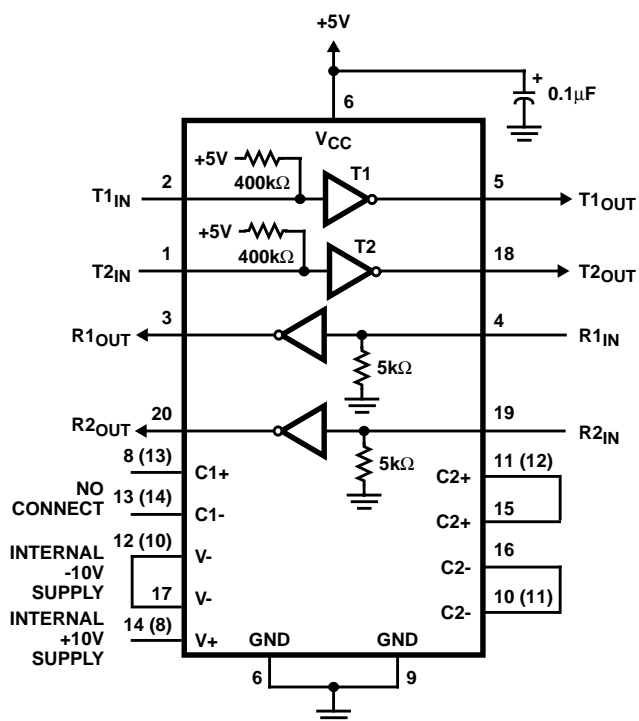 +5V
6
+
0.1μF
VCC
+5V
400kΩ
T1
2
5
T1IN
T1OUT
+5V
400kΩ
T2
1
18
T2IN
T2OUT
3
4
R1OUT
R1IN
5kΩ
20
19
R2OUT
R2IN
5kΩ
8 (13)
C1+
NO
CONNECT
13 (14)
C1-
11 (12)
C2+
15
C2+
INTERNAL
-10V
SUPPLY
12 (10)
V-
17
V-
16
C2-
10 (11)
C2-
INTERNAL
+10V
SUPPLY
14 (8)
V+
GND
GND
6
9